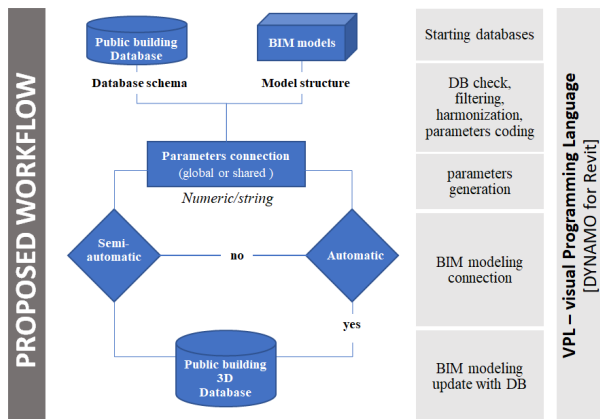 PROPOSED WORKFLOW
Public building
Database
BIM models
Database schema
Model structure
Parameters connection
(global or shared )
Numeric/string
Semi-
automatic
no
Automatic
yes
Public building
3D
Database
Starting databases
DB check,
filtering,
harmonization,
parameters coding
parameters
generation
BIM modeling
connection
BIM modeling
update with DB
VPL – visual Programming Language
[DYNAMO for Revit]